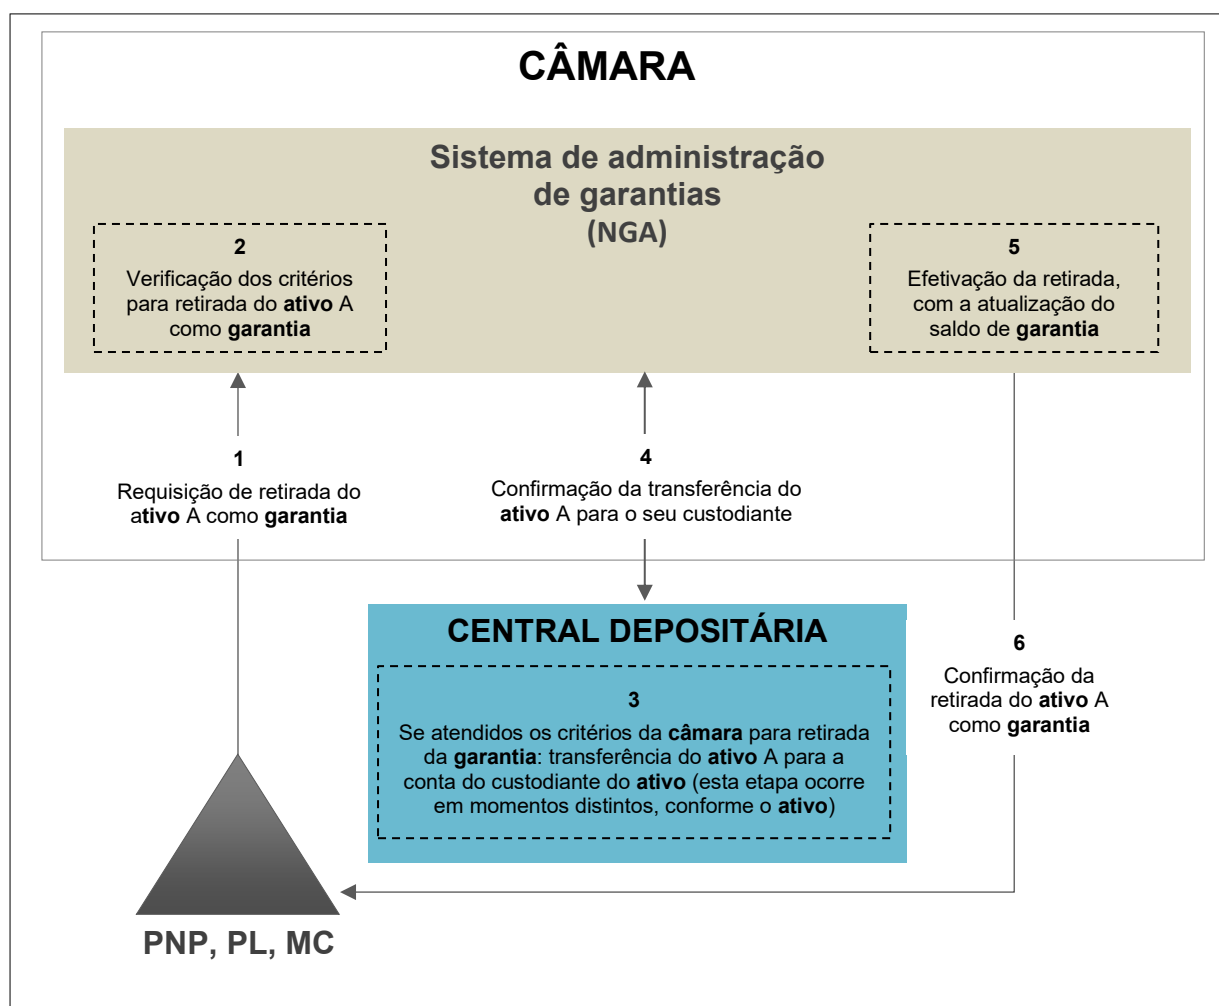 CÂMARA
Sistema de administração
de garantias
(NGA)
2
Verificação dos critérios
para retirada do ativo A
como garantia
5
Efetivação da retirada,
com a atualização do
saldo de garantia
1
Requisição de retirada do
ativo A como garantia
4
Confirmação da transferência do
ativo A para o seu custodiante
CENTRAL DEPOSITÁRIA
3
Se atendidos os critérios da câmara para retirada
da garantia: transferência do ativo A para a
conta do custodiante do ativo (esta etapa ocorre
em momentos distintos, conforme o ativo)
6
Confirmação da
retirada do ativo A
como garantia
PNP, PL, MC